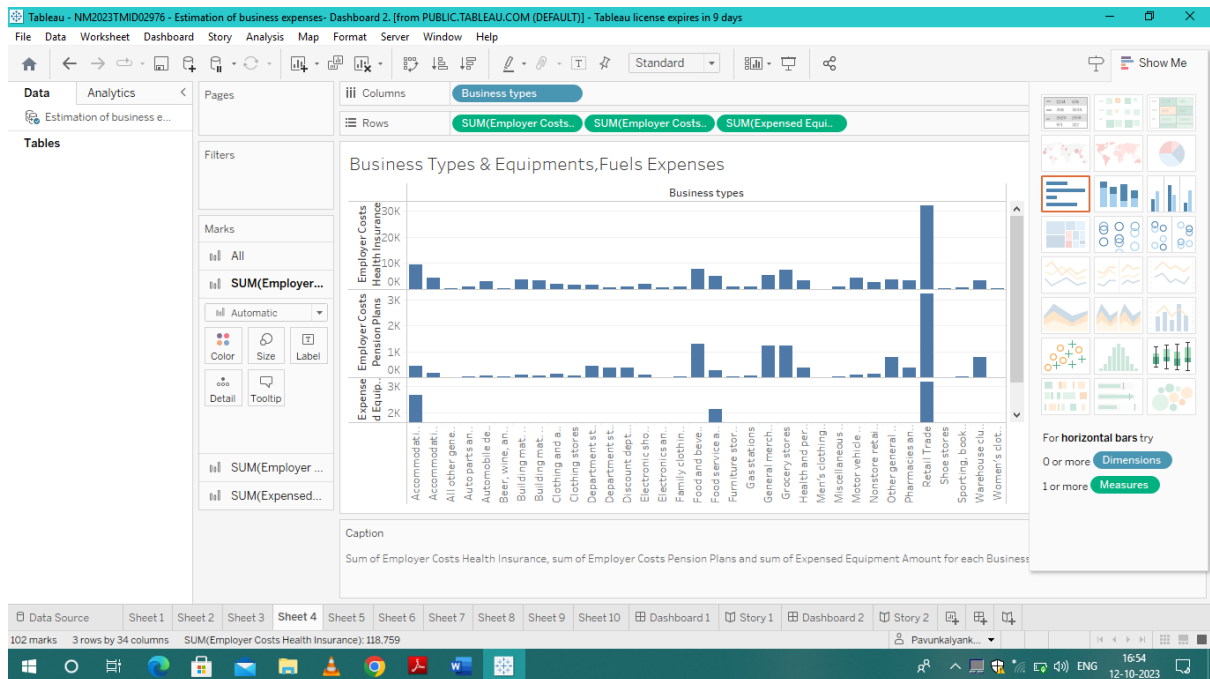 Tableau - NM2023TMID02976 - Estimation of business expenses- Dashboard 2. [from PUBLIC.TABLEAU.COM (DEFAULT)] - Tableau license expires in 9 days
File Data Worksheet Dashboard Story Analysis Map Format Server Window Help
Standard
Show Me
Data Analytics
Estimation of business e...
Tables
Pages
Filters
Marks
All
SUM(Employer...
Automatic
Color Size Label
Detail Tooltip
SUM(Employer ...
SUM(Expensed...
Columns Business types
Rows SUM(Employer Costs.. SUM(Employer Costs.. SUM(Expensed Equi..
Business Types & Equipments,Fuels Expenses
Business types
Employer Costs
Health Insurance
30K
20K
10K
0K
Employer Costs
Pension Plans
3K
2K
1K
0K
Expense
d Equip..
3K
2K
Accommodati..
Accommodati..
All other gene..
Auto parts an..
Automobile de..
Beer, wine, an..
Building mat..
Building mat..
Clothing and a..
Clothing stores
Department st..
Department st..
Discount dept..
Electronic sho..
Electronics an..
Family clothin..
Food and beve..
Food service a..
Furniture stor..
Gas stations
General merch..
Grocery stores
Health and per..
Men's clothing..
Miscellaneous..
Motor vehicle ..
Nonstore retai..
Other general ..
Pharmacies an..
Retail Trade
Shoe stores
Sporting, book..
Warehouse clu..
Women's clot..
Caption
Sum of Employer Costs Health Insurance, sum of Employer Costs Pension Plans and sum of Expensed Equipment Amount for each Business
For horizontal bars try
0 or more Dimensions
1 or more Measures
Data Source Sheet 1 Sheet 2 Sheet 3 Sheet 4 Sheet 5 Sheet 6 Sheet 7 Sheet 8 Sheet 9 Sheet 10 Dashboard 1 Story 1 Dashboard 2 Story 2
102 marks 3 rows by 34 columns SUM(Employer Costs Health Insurance): 118,759
Pavunkalyank...
ENG
16:54
12-10-2023